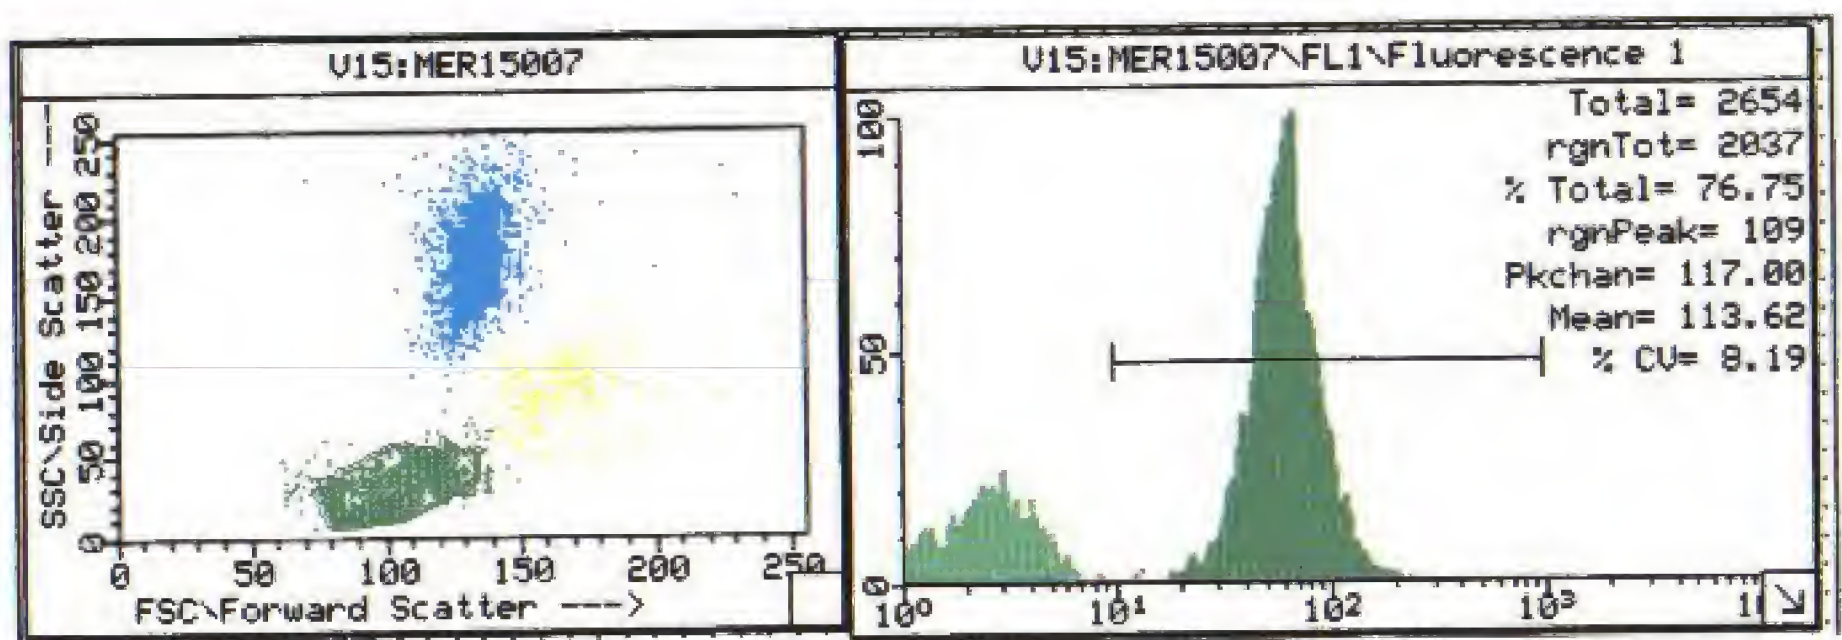 V15:MER15007
SSC\Side Scatter --->
250
200
150
100
50
0
0 50 100 150 200 250
FSC\Forward Scatter --->
V15:MER15007\FL1\Fluorescence 1
Total= 2654
rgnTot= 2037
% Total= 76.75
rgnPeak= 109
Pkchan= 117.00
Mean= 113.62
% CV= 8.19
100
50
0
10⁰ 10¹ 10² 10³